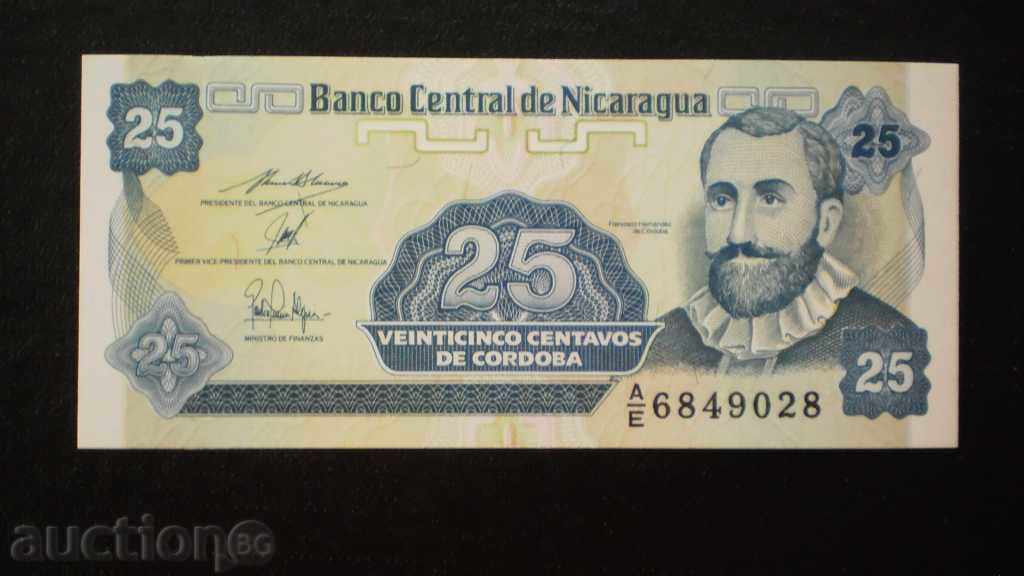 Banco Central de Nicaragua
25
25
PRESIDENTE DEL BANCO CENTRAL DE NICARAGUA
Francisco Hernández
de Córdoba
25
PRIMER VICE-PRESIDENTE DEL BANCO CENTRAL DE NICARAGUA
MINISTRO DE FINANZAS
VEINTICINCO CENTAVOS
DE CORDOBA
25
25
A/E 6849028
auction BG